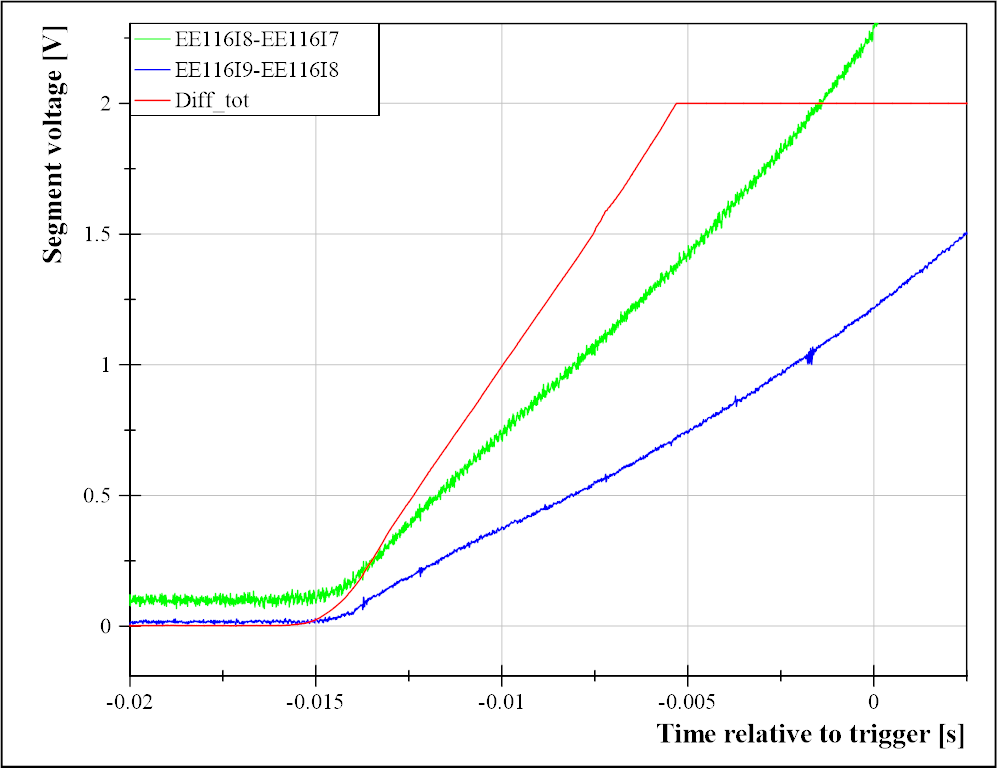 Segment voltage [V]
EE116I8-EE116I7
EE116I9-EE116I8
Diff_tot
2
1.5
1
0.5
0
-0.02
-0.015
-0.01
-0.005
0
Time relative to trigger [s]